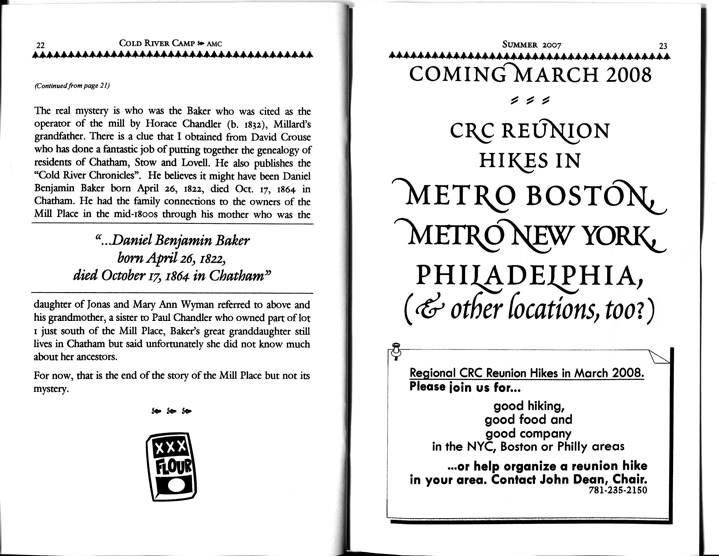 22
COLD RIVER CAMP AMC
(Continued from page 21)
The real mystery is who was the Baker who was cited as the
operator of the mill by Horace Chandler (b. 1832), Millard's
grandfather. There is a clue that I obtained from David Crouse
who has done a fantastic job of putting together the genealogy of
residents of Chatham, Stow and Lovell. He also publishes the
"Cold River Chronicles". He believes it might have been Daniel
Benjamin Baker born April 26, 1822, died Oct. 17, 1864 in
Chatham. He had the family connections to the owners of the
Mill Place in the mid-1800s through his mother who was the
"...Daniel Benjamin Baker
born April 26, 1822,
died October 17, 1864 in Chatham"
daughter of Jonas and Mary Ann Wyman referred to above and
his grandmother, a sister to Paul Chandler who owned part of lot
1 just south of the Mill Place, Baker's great granddaughter still
lives in Chatham but said unfortunately she did not know much
about her ancestors.
For now, that is the end of the story of the Mill Place but not its
mystery.
XXX
FLOUR
SUMMER 2007
23
COMING MARCH 2008
CRC REUNION
HIKES IN
METRO BOSTON,
METRO NEW YORK,
PHILADELPHIA,
(& other locations, too?)
Regional CRC Reunion Hikes in March 2008.
Please join us for...
good hiking,
good food and
good company
in the NYC, Boston or Philly areas
...or help organize a reunion hike
in your area. Contact John Dean, Chair.
781-235-2150